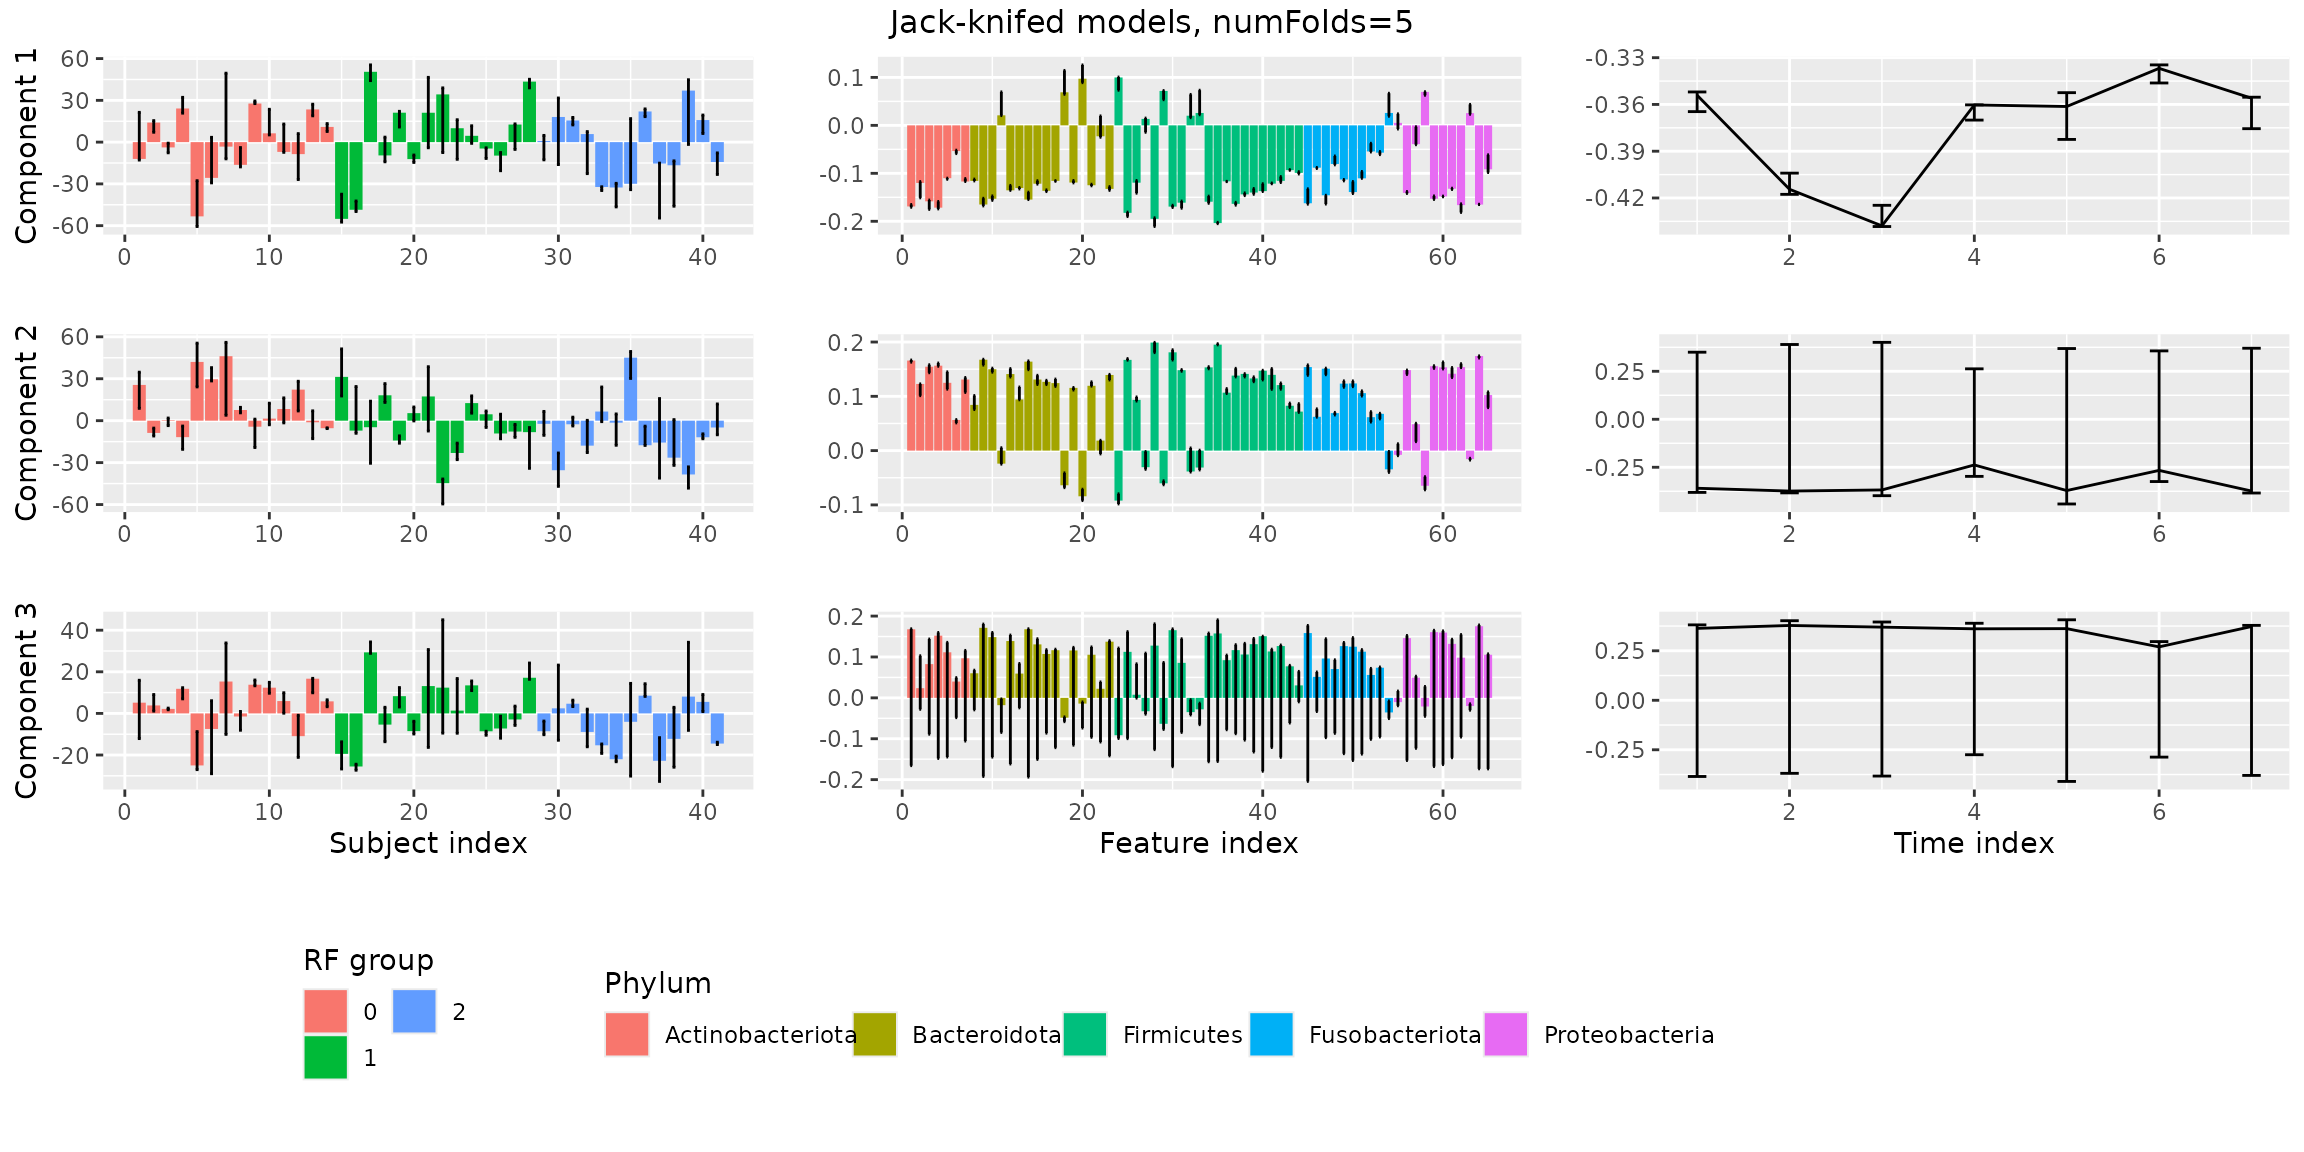 Jack-knifed models, numFolds=5
Component 1
60
30
0
-30
-60
0 10 20 30 40
0.1
0.0
-0.1
-0.2
0 20 40 60
-0.33
-0.36
-0.39
-0.42
2 4 6
Component 2
60
30
0
-30
-60
0 10 20 30 40
0.2
0.1
0.0
-0.1
0 20 40 60
0.25
0.00
-0.25
2 4 6
Component 3
40
20
0
-20
0 10 20 30 40
Subject index
0.2
0.1
0.0
-0.1
-0.2
0 20 40 60
Feature index
0.25
0.00
-0.25
2 4 6
Time index
RF group
0 2
1
Phylum
Actinobacteriota Bacteroidota Firmicutes Fusobacteriota Proteobacteria